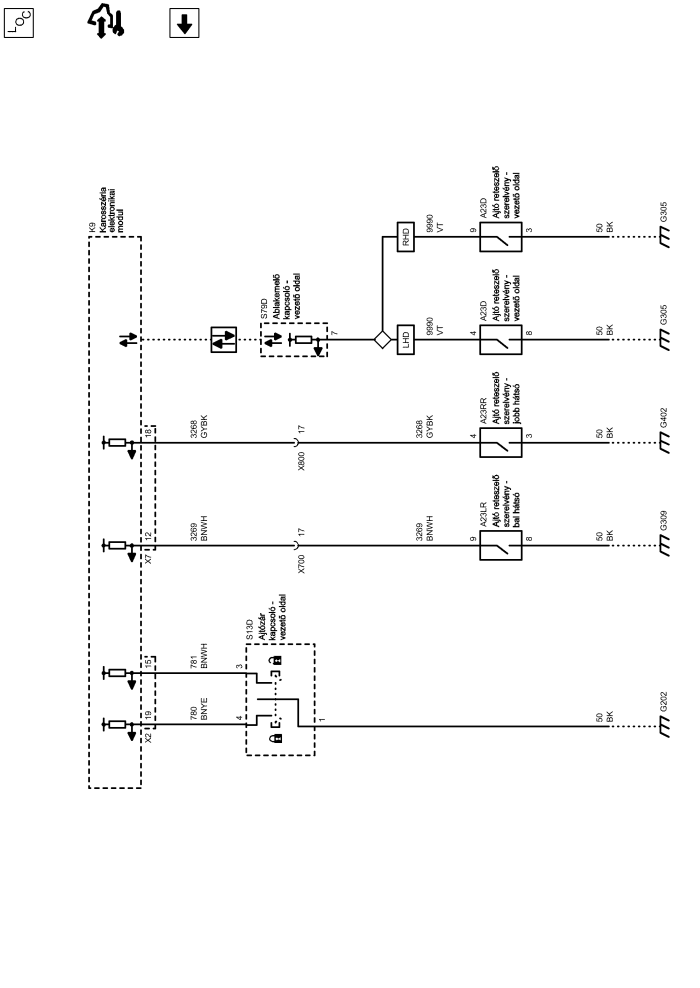 LOC
K9
Karosszéria
elektronikai
modul
X2
19
15
X7
12
18
780
BNYE
781
BNWH
3269
BNWH
3268
GYBK
4
3
S13D
Ajtózár
kapcsoló -
vezető oldal
1
X700
17
X800
17
S79D
Ablakemelő
kapcsoló -
vezető oldal
7
LHD
RHD
3269
BNWH
3268
GYBK
9990
VT
9990
VT
9
A23LR
Ajtó reteszelő
szerelvény -
bal hátsó
8
4
A23RR
Ajtó reteszelő
szerelvény -
jobb hátsó
3
4
A23D
Ajtó reteszelő
szerelvény -
vezető oldal
8
9
A23D
Ajtó reteszelő
szerelvény -
vezető oldal
3
50
BK
50
BK
50
BK
50
BK
50
BK
G202
G309
G402
G305
G305